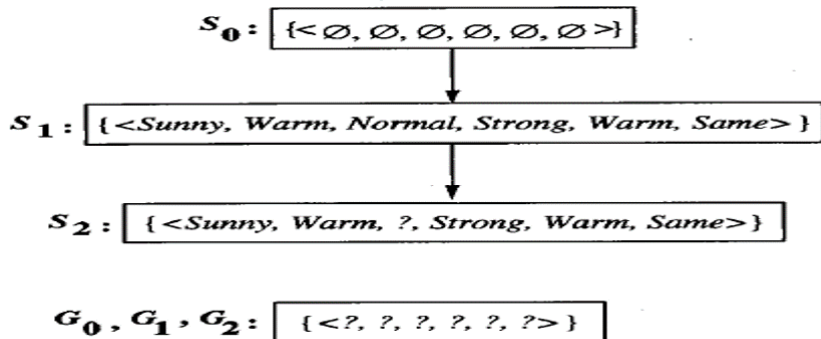 S0: {<∅, ∅, ∅, ∅, ∅, ∅>}
S1: {<Sunny, Warm, Normal, Strong, Warm, Same>}
S2: {<Sunny, Warm, ?, Strong, Warm, Same>}
G0, G1, G2: {<?, ?, ?, ?, ?, ?>}